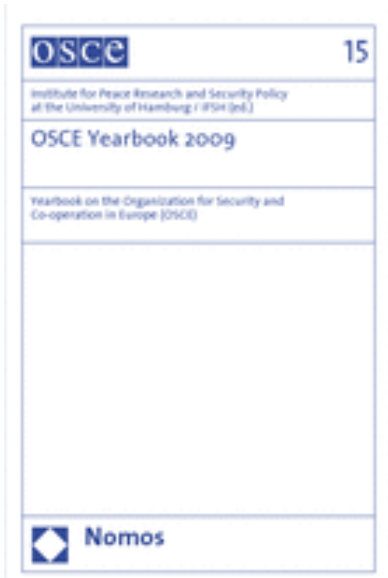 osce 15
Institute for Peace Research and Security Policy
at the University of Hamburg / IFSH (ed.)
OSCE Yearbook 2009
Yearbook on the Organization for Security and
Co-operation in Europe (OSCE)
Nomos